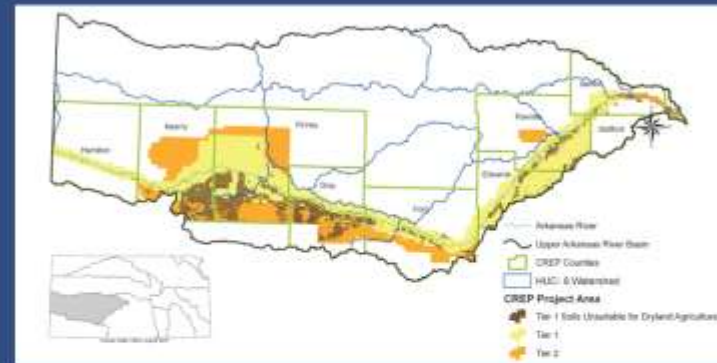 Hamilton
Kearny
Finney
Gray
Ford
Edwards
Pawnee
Barton
Stafford
Arkansas River
Upper Arkansas River Basin
CREP Counties
HUC 8 Watershed
CREP Project Area
Tier 1 Soils Unsuitable for Dryland Agriculture
Tier 1
Tier 2